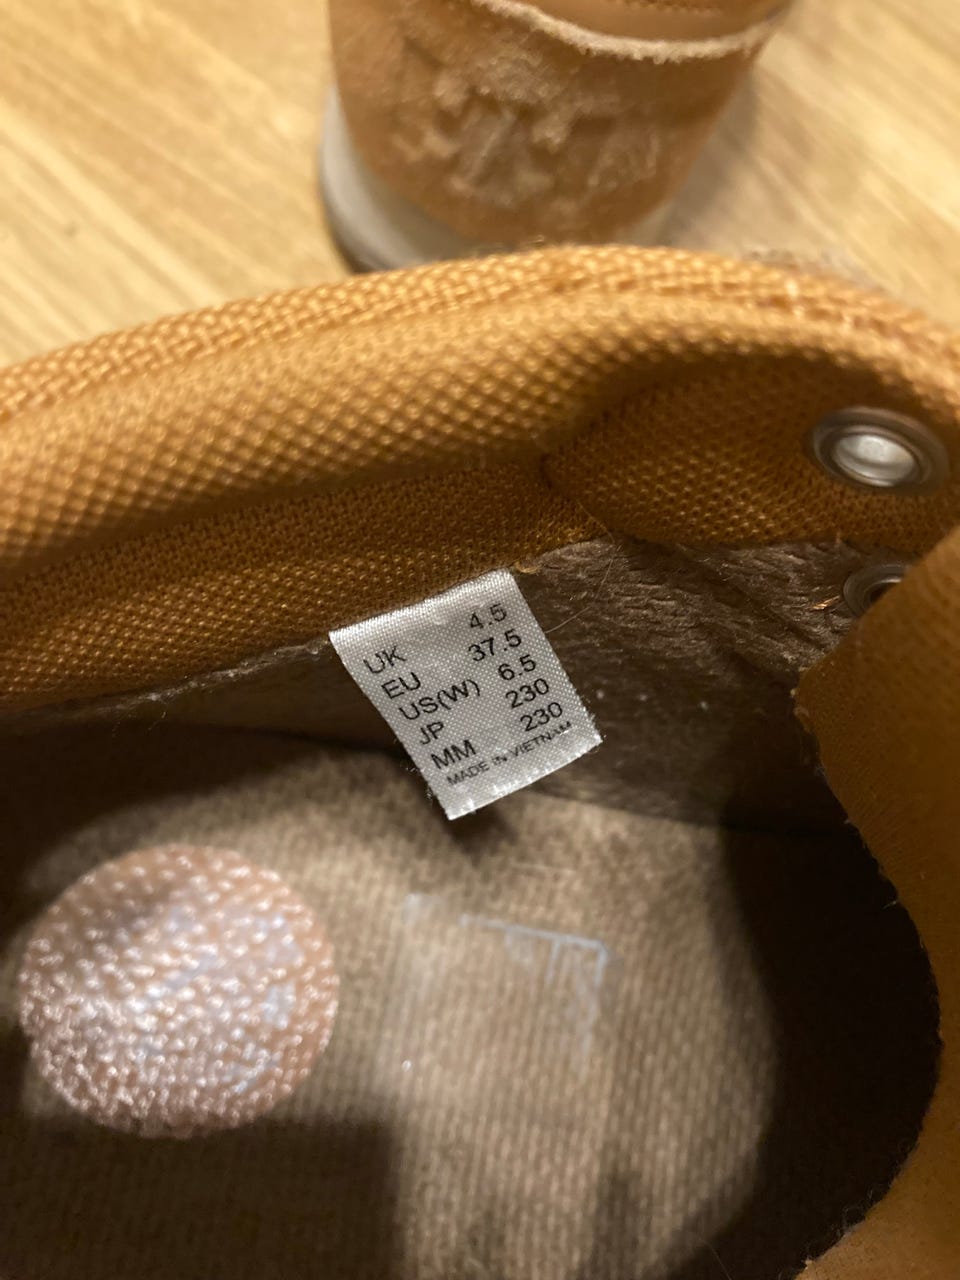 UK 4.5
EU 37.5
US(W) 6.5
JP 230
MM 230
MADE IN VIETNAM